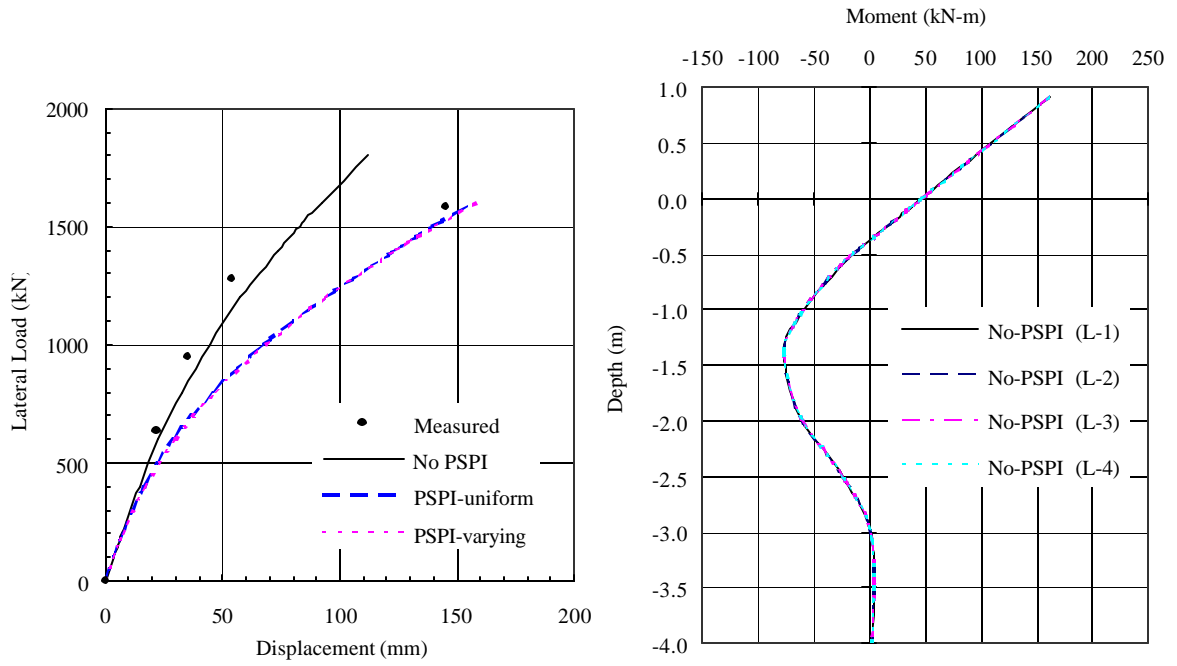 2000
1500
1000
500
0
0 50 100 150 200
Lateral Load (kN)
Displacement (mm)
Measured
No PSPI
PSPI-uniform
PSPI-varying
Moment (kN-m)
-150 -100 -50 0 50 100 150 200 250
1.0
0.5
0.0
-0.5
-1.0
-1.5
-2.0
-2.5
-3.0
-3.5
-4.0
Depth (m)
No-PSPI (L-1)
No-PSPI (L-2)
No-PSPI (L-3)
No-PSPI (L-4)